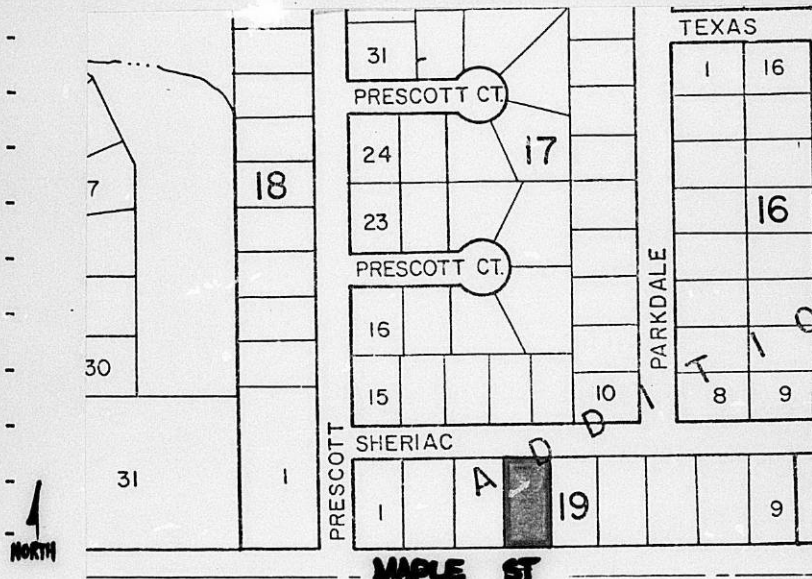 TEXAS
31
1 16
PRESCOTT CT.
24
17
7
18
16
23
PRESCOTT CT.
16
PARKDALE
30
15
10
8 9
ADDITIO
PRESCOTT
SHERIAC
31
1
1
19
9
NORTH
MAPLE ST